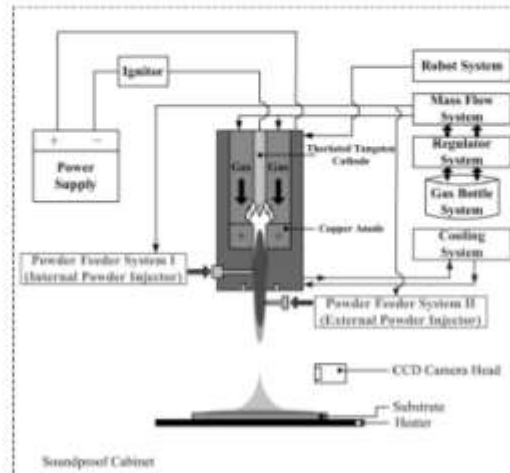 Ignitor
Robot System
Mass Flow
System
Regulator
System
Gas Bottle
System
Cooling
System
+ −
Power
Supply
Thoriated Tungsten
Cathode
Gas Gas
Copper Anode
+ +
Powder Feeder System I
(Internal Powder Injector)
Powder Feeder System II
(External Powder Injector)
CCD Camera Head
Substrate
Heater
Soundproof Cabinet